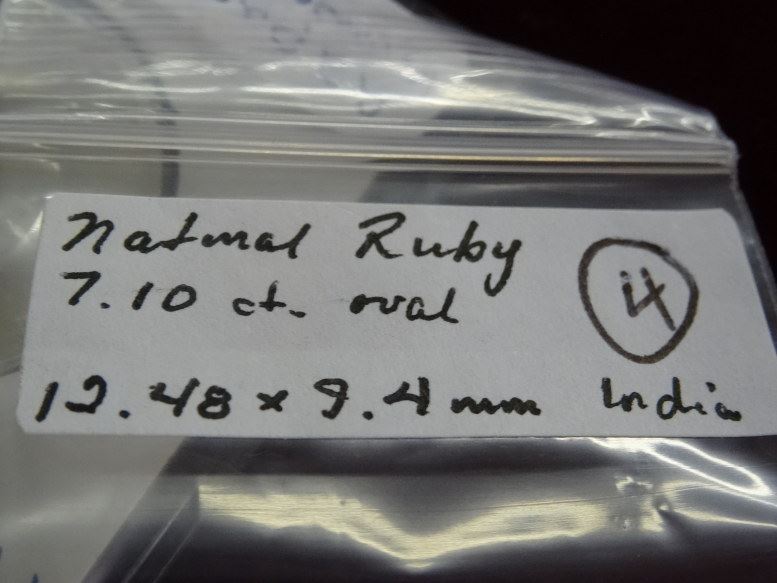 Natural Ruby
7.10 ct. oval
4
12.48 x 9.4 mm India